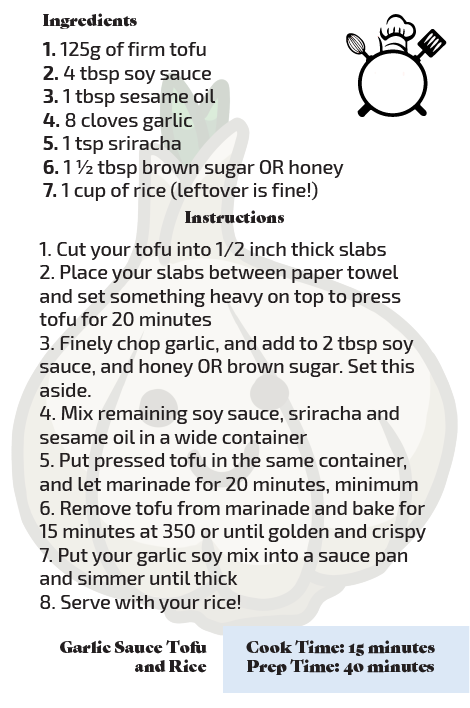 Ingredients
1. 125g of firm tofu
2. 4 tbsp soy sauce
3. 1 tbsp sesame oil
4. 8 cloves garlic
5. 1 tsp sriracha
6. 1 ½ tbsp brown sugar OR honey
7. 1 cup of rice (leftover is fine!)
Instructions
1. Cut your tofu into 1/2 inch thick slabs
2. Place your slabs between paper towel
and set something heavy on top to press
tofu for 20 minutes
3. Finely chop garlic, and add to 2 tbsp soy
sauce, and honey OR brown sugar. Set this
aside.
4. Mix remaining soy sauce, sriracha and
sesame oil in a wide container
5. Put pressed tofu in the same container,
and let marinade for 20 minutes, minimum
6. Remove tofu from marinade and bake for
15 minutes at 350 or until golden and crispy
7. Put your garlic soy mix into a sauce pan
and simmer until thick
8. Serve with your rice!
Garlic Sauce Tofu
and Rice
Cook Time: 15 minutes
Prep Time: 40 minutes